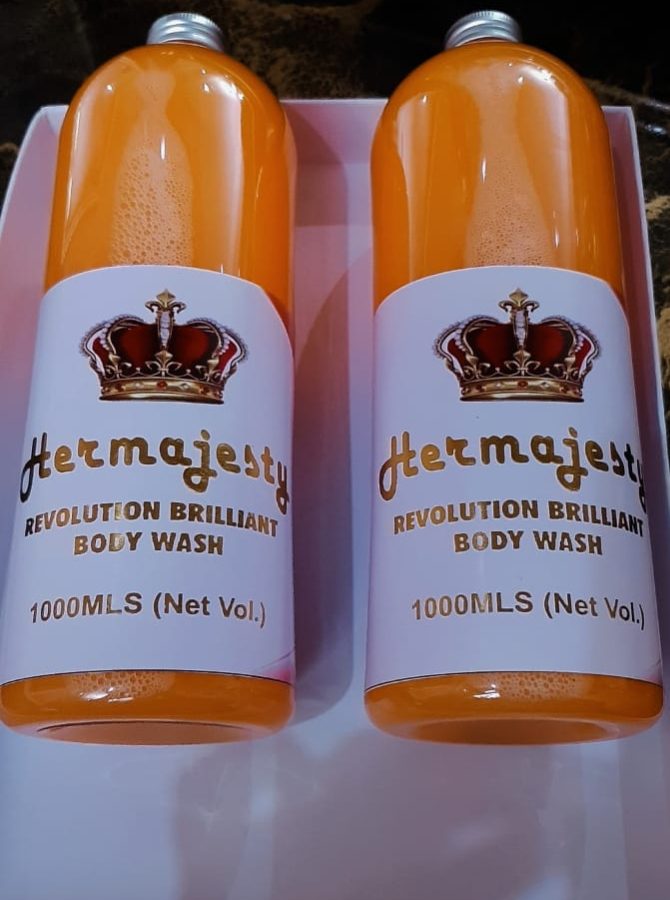 Hermajesty
REVOLUTION BRILLIANT
BODY WASH
1000MLS (Net Vol.)
Hermajesty
REVOLUTION BRILLIANT
BODY WASH
1000MLS (Net Vol.)